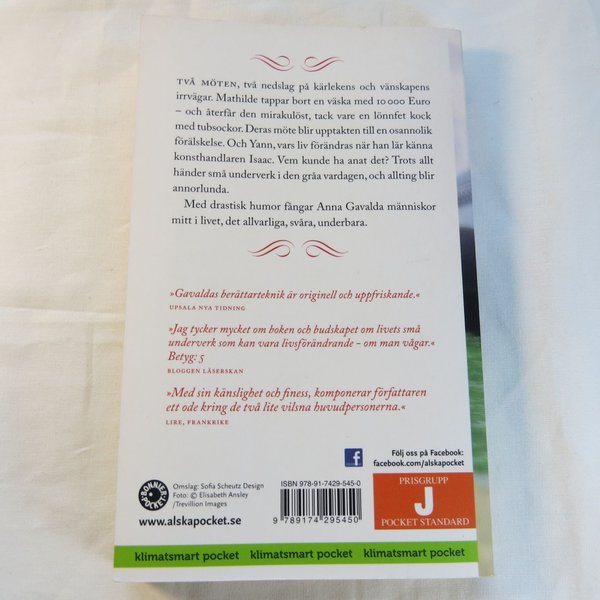 TVÅ MÖTEN, två nedslag på kärlekens och vänskapens
irrvägar. Mathilde tappar bort en väska med 10 000 Euro
– och återfår den mirakulöst, tack vare en lönnfet kock
med tubsockor. Deras möte blir upptakten till en osannolik
förälskelse. Och Yann, vars liv förändras när han lär känna
konsthandlaren Isaac. Vem kunde ha anat det? Trots allt
händer små underverk i den gråa vardagen, och allting blir
annorlunda.
Med drastisk humor fångar Anna Gavalda människor
mitt i livet, det allvarliga, svåra, underbara.
»Gavaldas berättarteknik är originell och uppfriskande.«
UPSALA NYA TIDNING
»Jag tycker mycket om boken och budskapet om livets små
underverk som kan vara livsförändrande – om man vågar.«
Betyg: 5
BLOGGEN LÄSERSKAN
»Med sin känslighet och finess, komponerar författaren
ett ode kring de två lite vilsna huvudpersonerna.«
LIRE, FRANKRIKE
f
Följ oss på Facebook:
facebook.com/alskapocket
BONNIER
POCKET
Omslag: Sofia Scheutz Design
Foto: © Elisabeth Ansley
/Trevillion Images
www.alskapocket.se
ISBN 978-91-7429-545-0
9 789174 295450
PRISGRUPP
J
POCKET STANDARD
klimatsmart pocket klimatsmart pocket klimatsmart pocket